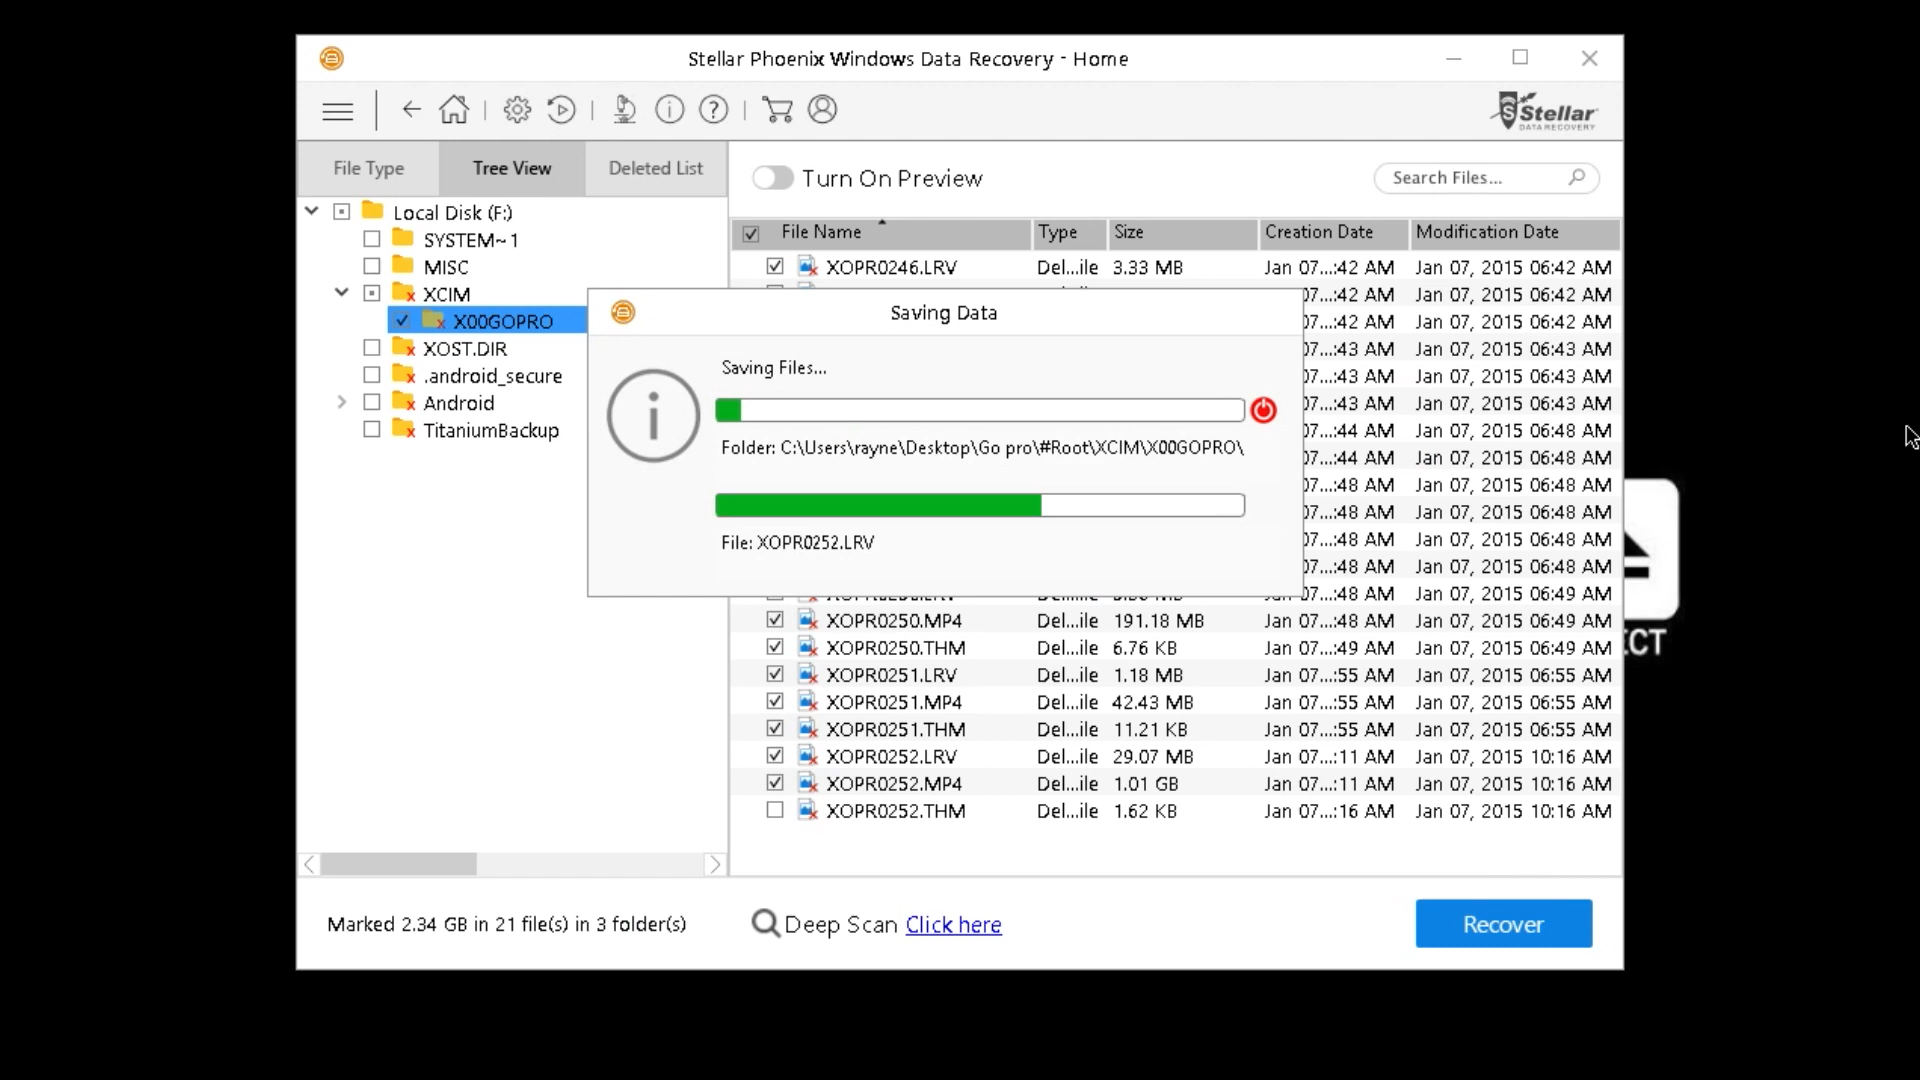 Stellar Phoenix Windows Data Recovery - Home
Stellar
DATA RECOVERY
File Type Tree View Deleted List
Turn On Preview
Search Files...
Local Disk (F:)
SYSTEM~1
MISC
XCIM
X00GOPRO
XOST.DIR
.android_secure
Android
TitaniumBackup
File Name Type Size Creation Date Modification Date
XOPR0246.LRV Del...ile 3.33 MB Jan 07...:42 AM Jan 07, 2015 06:42 AM
07...:42 AM Jan 07, 2015 06:42 AM
07...:42 AM Jan 07, 2015 06:42 AM
07...:43 AM Jan 07, 2015 06:43 AM
07...:43 AM Jan 07, 2015 06:43 AM
07...:43 AM Jan 07, 2015 06:43 AM
07...:44 AM Jan 07, 2015 06:48 AM
07...:44 AM Jan 07, 2015 06:48 AM
07...:48 AM Jan 07, 2015 06:48 AM
07...:48 AM Jan 07, 2015 06:48 AM
07...:48 AM Jan 07, 2015 06:48 AM
07...:48 AM Jan 07, 2015 06:48 AM
07...:48 AM Jan 07, 2015 06:49 AM
XOPR0250.MP4 Del...ile 191.18 MB Jan 07...:48 AM Jan 07, 2015 06:49 AM
XOPR0250.THM Del...ile 6.76 KB Jan 07...:49 AM Jan 07, 2015 06:49 AM
XOPR0251.LRV Del...ile 1.18 MB Jan 07...:55 AM Jan 07, 2015 06:55 AM
XOPR0251.MP4 Del...ile 42.43 MB Jan 07...:55 AM Jan 07, 2015 06:55 AM
XOPR0251.THM Del...ile 11.21 KB Jan 07...:55 AM Jan 07, 2015 06:55 AM
XOPR0252.LRV Del...ile 29.07 MB Jan 07...:11 AM Jan 07, 2015 10:16 AM
XOPR0252.MP4 Del...ile 1.01 GB Jan 07...:11 AM Jan 07, 2015 10:16 AM
XOPR0252.THM Del...ile 1.62 KB Jan 07...:16 AM Jan 07, 2015 10:16 AM
Saving Data
Saving Files...
Folder: C:\Users\rayne\Desktop\Go pro\#Root\XCIM\X00GOPRO\
File: XOPR0252.LRV
CT
Marked 2.34 GB in 21 file(s) in 3 folder(s)
Deep Scan Click here
Recover